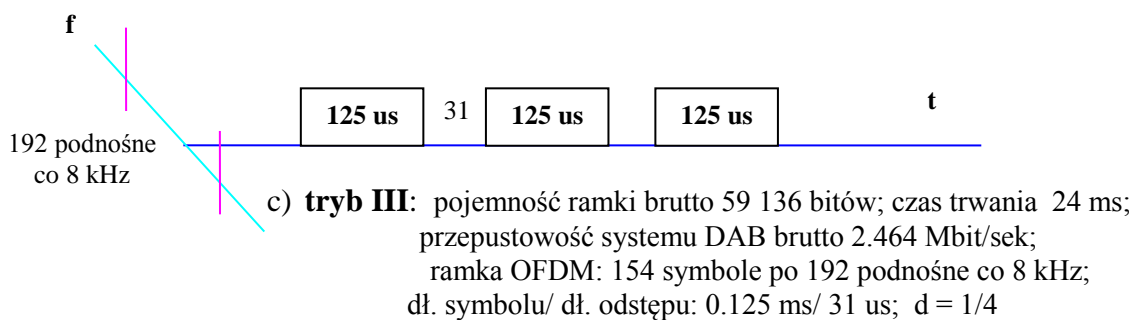 f
125 us 31 125 us 125 us t
192 podnośne
co 8 kHz
c) tryb III: pojemność ramki brutto 59 136 bitów; czas trwania 24 ms;
przepustowość systemu DAB brutto 2.464 Mbit/sek;
ramka OFDM: 154 symbole po 192 podnośne co 8 kHz;
dł. symbolu/ dł. odstępu: 0.125 ms/ 31 us; d = 1/4